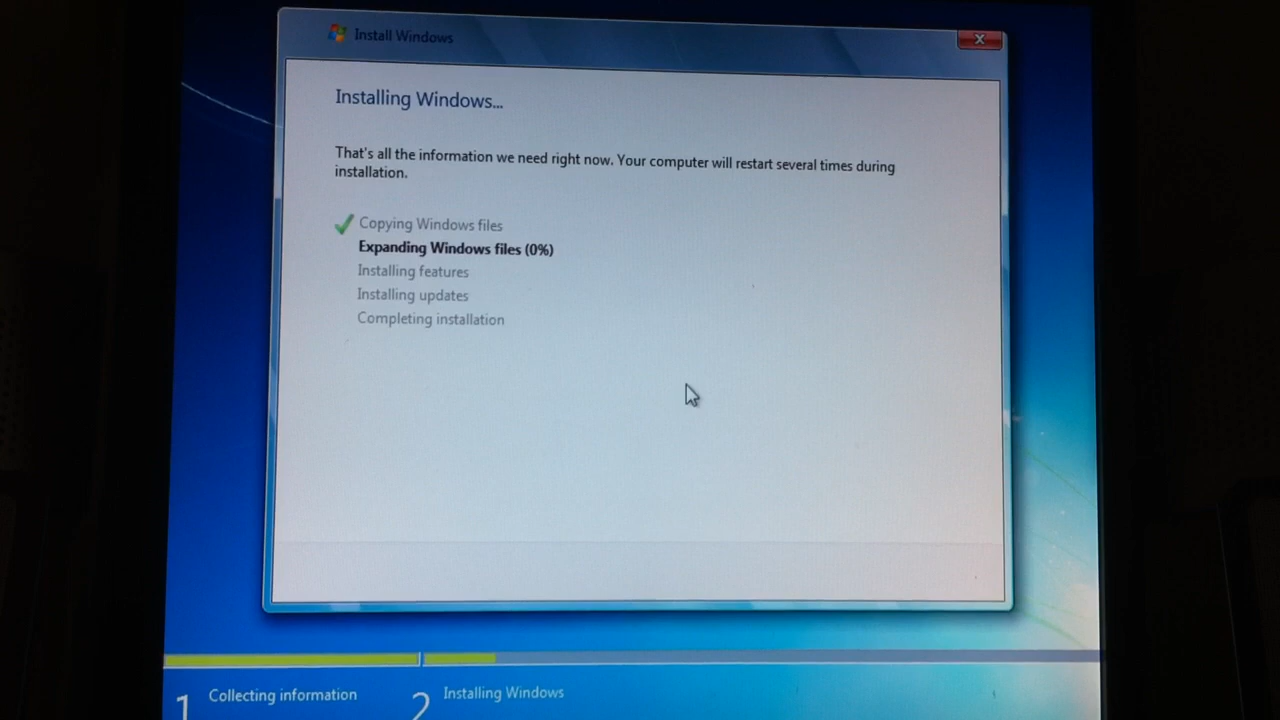 Install Windows
Installing Windows...
That's all the information we need right now. Your computer will restart several times during
installation.
Copying Windows files
Expanding Windows files (0%)
Installing features
Installing updates
Completing installation
1 Collecting information
2 Installing Windows